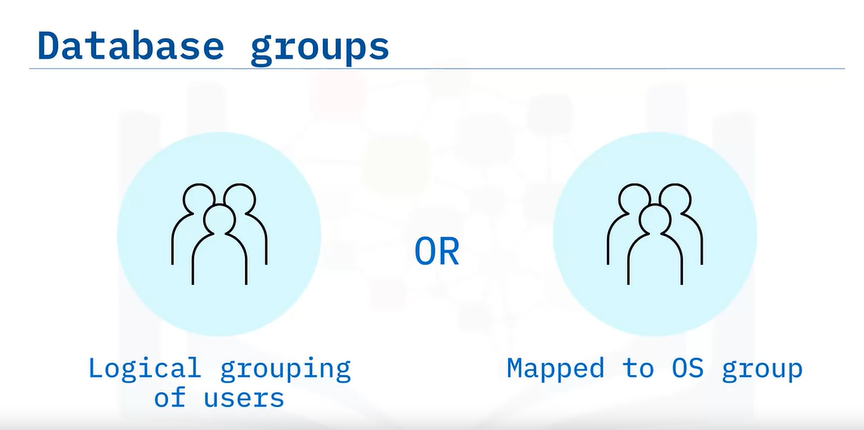 Database groups
OR
Logical grouping
of users
Mapped to OS group